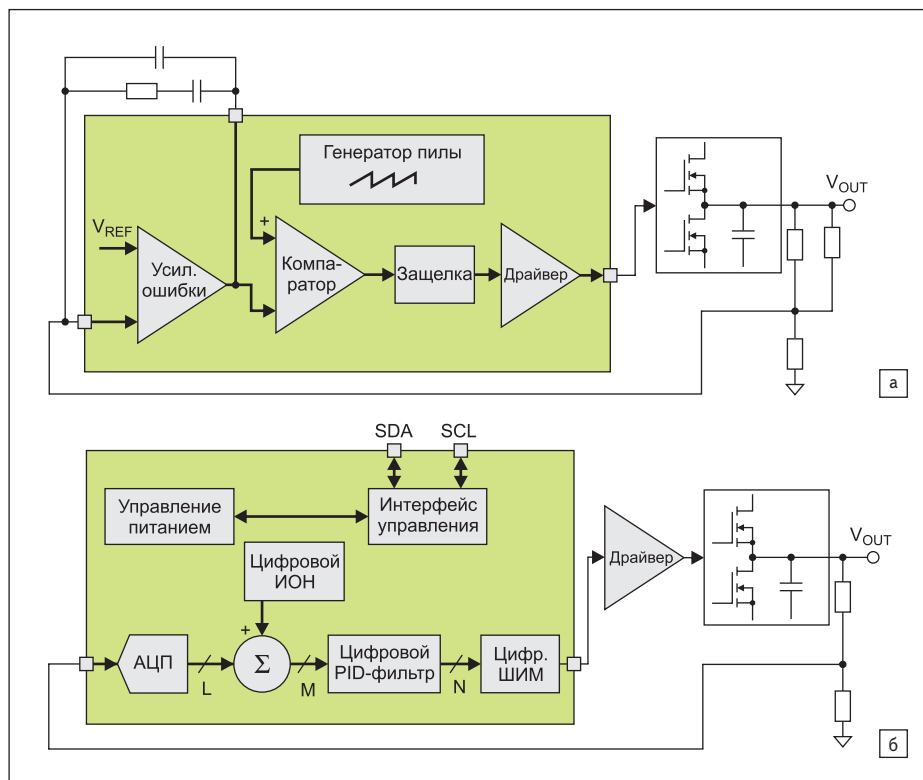 Генератор пилы
V_REF
+
Усил.
ошибки
Компа-
ратор
Защелка
Драйвер
V_OUT
а
SDA
SCL
Управление
питанием
Интерфейс
управления
Цифровой
ИОН
+
АЦП
L
Σ
M
Цифровой
PID-фильтр
N
Цифр.
ШИМ
Драйвер
V_OUT
б